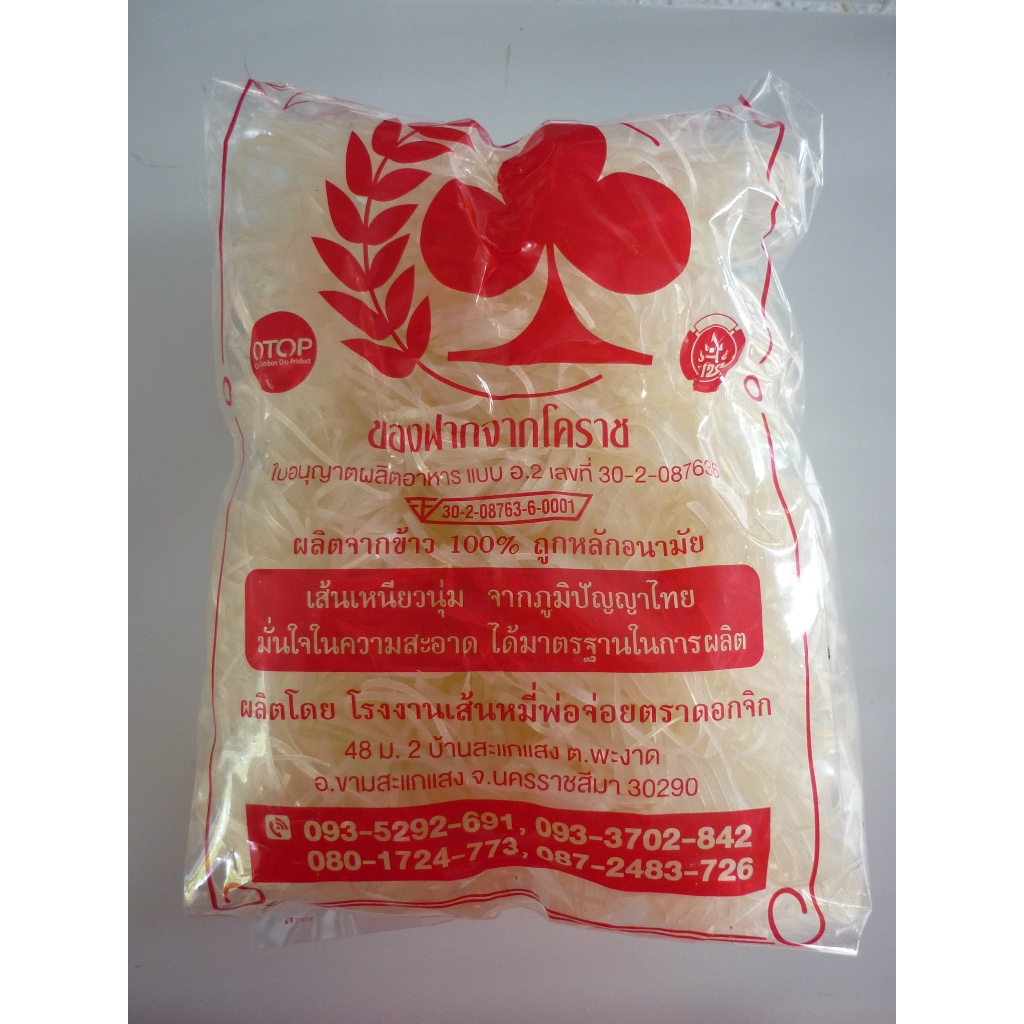 OTOP
ของฝากจากโคราช
ใบอนุญาตผลิตอาหาร แบบ อ.2 เลขที่ 30-2-087636
30-2-08763-6-0001
ผลิตจากข้าว 100% ถูกหลักอนามัย
เส้นเหนียวนุ่ม จากภูมิปัญญาไทย
มั่นใจในความสะอาด ได้มาตรฐานในการผลิต
ผลิตโดย โรงงานเส้นหมี่พ่อจ่อยตราดอกจิก
48 ม. 2 บ้านสะแกแสง ต.พะงาด
อ.ขามสะแกแสง จ.นครราชสีมา 30290
093-5292-691, 093-3702-842
080-1724-773, 087-2483-726